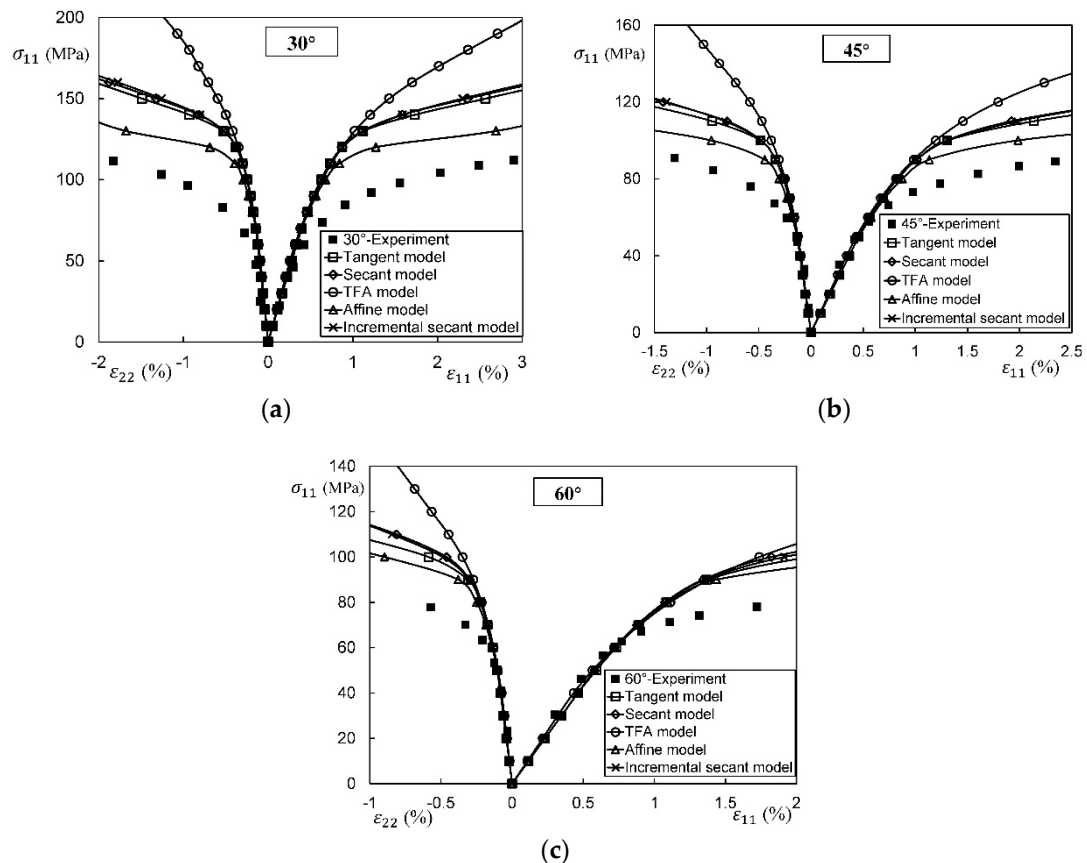 200
σ₁₁ (MPa)
30°
150
100
50
0
30°-Experiment
Tangent model
Secant model
TFA model
Affine model
Incremental secant model
-2 -1 0 1 2 3
ε₂₂ (%) ε₁₁ (%)
(a)
160
σ₁₁ (MPa)
45°
120
80
40
0
45°-Experiment
Tangent model
Secant model
TFA model
Affine model
Incremental secant model
-1.5 -1 -0.5 0 0.5 1 1.5 2 2.5
ε₂₂ (%) ε₁₁ (%)
(b)
140
σ₁₁ (MPa)
60°
120
100
80
60
40
20
0
60°-Experiment
Tangent model
Secant model
TFA model
Affine model
Incremental secant model
-1 -0.5 0 0.5 1 1.5 2
ε₂₂ (%) ε₁₁ (%)
(c)